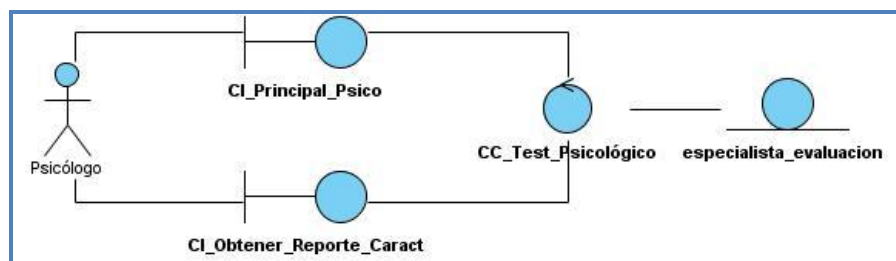 CI_Principal_Psico
Psicólogo
CC_Test_Psicológico
especialista_evaluacion
CI_Obtener_Reporte_Caract